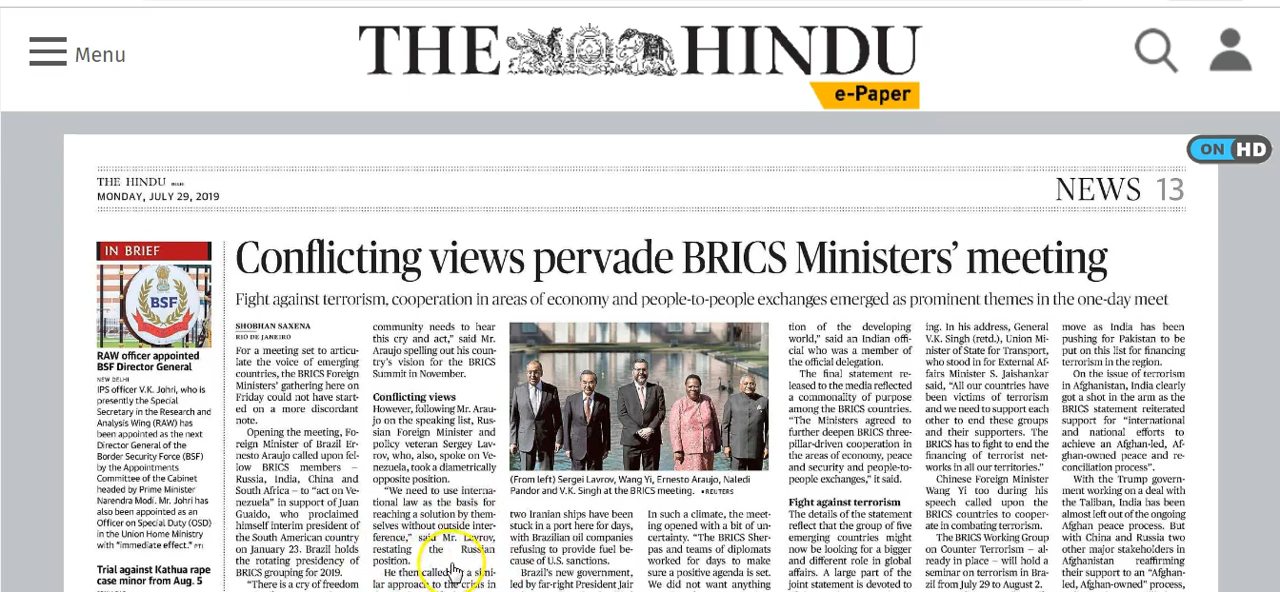 Menu
THE HINDU
e-Paper
ON HD
THE HINDU
MONDAY, JULY 29, 2019
NEWS 13
IN BRIEF
BSF
RAW officer appointed
BSF Director General
NEW DELHI
IPS officer V.K. Johri, who is
presently the Special
Secretary in the Research and
Analysis Wing (RAW) has
been appointed as the next
Director General of the
Border Security Force (BSF)
by the Appointments
Committee of the Cabinet
headed by Prime Minister
Narendra Modi. Mr. Johri has
also been appointed as an
Officer on Special Duty (OSD)
in the Union Home Ministry
with “immediate effect.” PTI
Trial against Kathua rape
case minor from Aug. 5
Conflicting views pervade BRICS Ministers’ meeting
Fight against terrorism, cooperation in areas of economy and people-to-people exchanges emerged as prominent themes in the one-day meet
SHOBHAN SAXENA
RIO DE JANEIRO
For a meeting set to articu-
late the voice of emerging
countries, the BRICS Foreign
Ministers’ gathering here on
Friday could not have start-
ed on a more discordant
note.
Opening the meeting, Fo-
reign Minister of Brazil Er-
nesto Araujo called upon fel-
low BRICS members –
Russia, India, China and
South Africa – to “act on Ve-
nezuela” in support of Juan
Guaido, who proclaimed
himself interim president of
the South American country
on January 23. Brazil holds
the rotating presidency of
BRICS grouping for 2019.
“There is a cry of freedom
community needs to hear
this cry and act,” said Mr.
Araujo spelling out his coun-
try’s vision for the BRICS
Summit in November.
Conflicting views
However, following Mr. Arau-
jo on the speaking list, Rus-
sian Foreign Minister and
policy veteran Sergey Lav-
rov, who, also, spoke on Ve-
nezuela, took a diametrically
opposite position.
“We need to use interna-
tional law as the basis for
reaching a solution by them-
selves without outside inter-
ference,” said Mr. Lavrov,
restating the Russian
position.
He then called for a simi-
lar approach to the crisis in
(From left) Sergei Lavrov, Wang Yi, Ernesto Araujo, Naledi
Pandor and V.K. Singh at the BRICS meeting. •REUTERS
two Iranian ships have been
stuck in a port here for days,
with Brazilian oil companies
refusing to provide fuel be-
cause of U.S. sanctions.
Brazil’s new government,
led by far-right President Jair
In such a climate, the meet-
ing opened with a bit of un-
certainty. “The BRICS Sher-
pas and teams of diplomats
worked for days to make
sure a positive agenda is set.
We did not want anything
tion of the developing
world,” said an Indian offi-
cial who was a member of
the official delegation.
The final statement re-
leased to the media reflected
a commonality of purpose
among the BRICS countries.
“The Ministers agreed to
further deepen BRICS three-
pillar-driven cooperation in
the areas of economy, peace
and security and people-to-
people exchanges,” it said.
Fight against terrorism
The details of the statement
reflect that the group of five
emerging countries might
now be looking for a bigger
and different role in global
affairs. A large part of the
joint statement is devoted to
ing. In his address, General
V.K. Singh (retd.), Union Mi-
nister of State for Transport,
who stood in for External Af-
fairs Minister S. Jaishankar
said, “All our countries have
been victims of terrorism
and we need to support each
other to end these groups
and their supporters. The
BRICS has to fight to end the
financing of terrorist net-
works in all our territories.”
Chinese Foreign Minister
Wang Yi too during his
speech called upon the
BRICS countries to cooper-
ate in combating terrorism.
The BRICS Working Group
on Counter Terrorism – al-
ready in place – will hold a
seminar on terrorism in Bra-
zil from July 29 to August 2.
move as India has been
pushing for Pakistan to be
put on this list for financing
terrorism in the region.
On the issue of terrorism
in Afghanistan, India clearly
got a shot in the arm as the
BRICS statement reiterated
support for “international
and national efforts to
achieve an Afghan-led, Af-
ghan-owned peace and re-
conciliation process”.
With the Trump govern-
ment working on a deal with
the Taliban, India has been
almost left out of the ongoing
Afghan peace process. But
with China and Russia two
other major stakeholders in
Afghanistan reaffirming
their support to an “Afghan-
led, Afghan-owned” process,